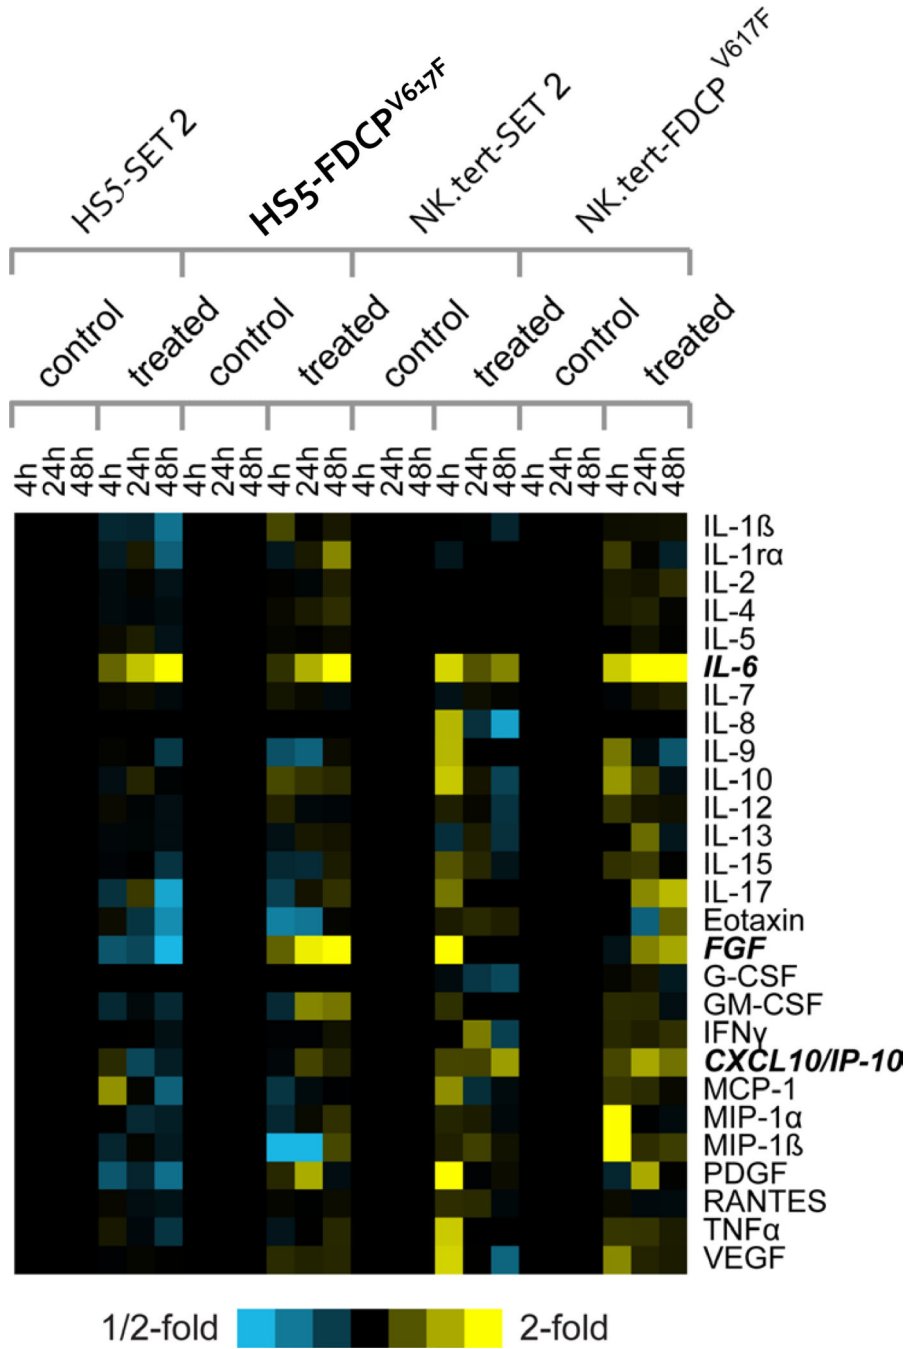 HS5-SET 2
HS5-FDCPV617F
NK.tert-SET 2
NK.tert-FDCP V617F
control treated control treated control treated control treated
4h 24h 48h 4h 24h 48h 4h 24h 48h 4h 24h 48h 4h 24h 48h 4h 24h 48h 4h 24h 48h 4h 24h 48h
IL-1ß
IL-1rα
IL-2
IL-4
IL-5
IL-6
IL-7
IL-8
IL-9
IL-10
IL-12
IL-13
IL-15
IL-17
Eotaxin
FGF
G-CSF
GM-CSF
IFNγ
CXCL10/IP-10
MCP-1
MIP-1α
MIP-1ß
PDGF
RANTES
TNFα
VEGF
1/2-fold 2-fold